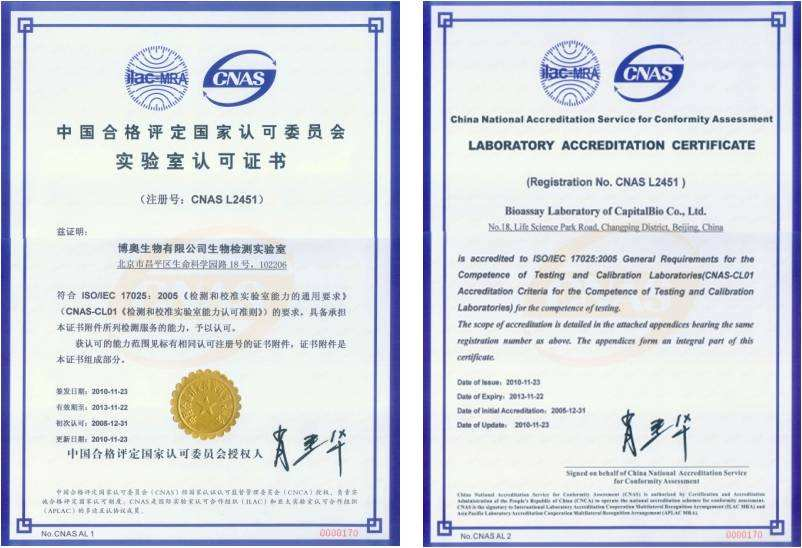 ilac-MRA
CNAS
中国合格评定国家认可委员会
实验室认可证书
（注册号：CNAS L2451）
兹证明：
博奥生物有限公司生物检测实验室
北京市昌平区生命科学园路 18 号，102206
符合 ISO/IEC 17025：2005《检测和校准实验室能力的通用要求》
（CNAS-CL01《检测和校准实验室能力认可准则》）的要求，具备承担
本证书附件所列检测服务的能力，予以认可。
获认可的能力范围见标有相同认可注册号的证书附件，证书附件是
本证书组成部分。
签发日期：2010-11-23
有效期至：2013-11-22
初次认可：2005-12-31
更新日期：2010-11-23
中国合格评定国家认可委员会授权人
中国合格评定国家认可委员会（CNAS）经国家认证认可监督管理委员会（CNCA）授权，负责实
施合格评定国家认可制度。CNAS是国际实验室认可合作组织（ILAC）和亚太实验室认可合作组织
（APLAC）的多边互认协议成员。
No.CNAS AL 1
0000170
ilac-MRA
CNAS
China National Accreditation Service for Conformity Assessment
LABORATORY ACCREDITATION CERTIFICATE
(Registration No. CNAS L2451 )
Bioassay Laboratory of CapitalBio Co., Ltd.
No.18, Life Science Park Road, Changping District, Beijing, China
is accredited to ISO/IEC 17025:2005 General Requirements for the
Competence of Testing and Calibration Laboratories(CNAS-CL01
Accreditation Criteria for the Competence of Testing and Calibration
Laboratories) for the competence of testing.
The scope of accreditation is detailed in the attached appendices bearing the same
registration number as above. The appendices form an integral part of this
certificate.
Date of Issue: 2010-11-23
Date of Expiry: 2013-11-22
Date of Initial Accreditation: 2005-12-31
Date of Update: 2010-11-23
Signed on behalf of China National Accreditation Service
for Conformity Assessment
China National Accreditation Service for Conformity Assessment (CNAS) is authorized by Certification and Accreditation
Administration of the People's Republic of China (CNCA) to operate the national accreditation schemes for conformity assessment.
CNAS is the signatory to International Laboratory Accreditation Cooperation Multilateral Recognition Arrangement (ILAC MRA) and
Asia Pacific Laboratory Accreditation Cooperation Multilateral Recognition Arrangement (APLAC MRA).
No.CNAS AL 2
0000170